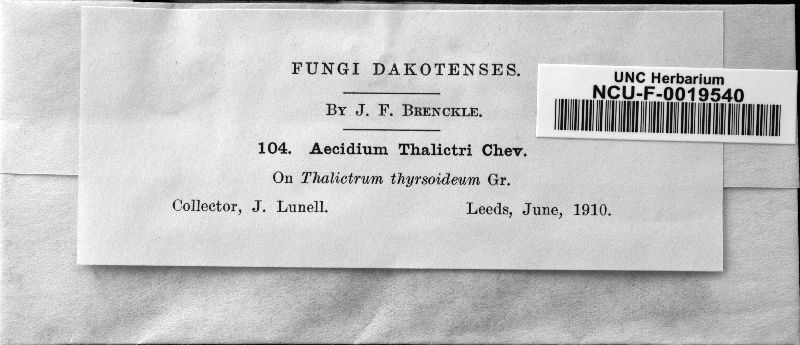 FUNGI DAKOTENSES.
By J. F. Brenckle.
104. Aecidium Thalictri Chev.
On Thalictrum thyrsoideum Gr.
Collector, J. Lunell. Leeds, June, 1910.
UNC Herbarium
NCU-F-0019540